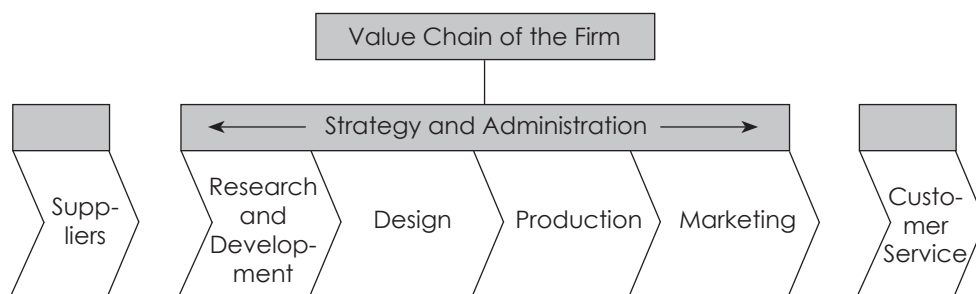 Value Chain of the Firm
Strategy and Administration
Supp-
liers
Research
and
Develop-
ment
Design
Production
Marketing
Custo-
mer
Service